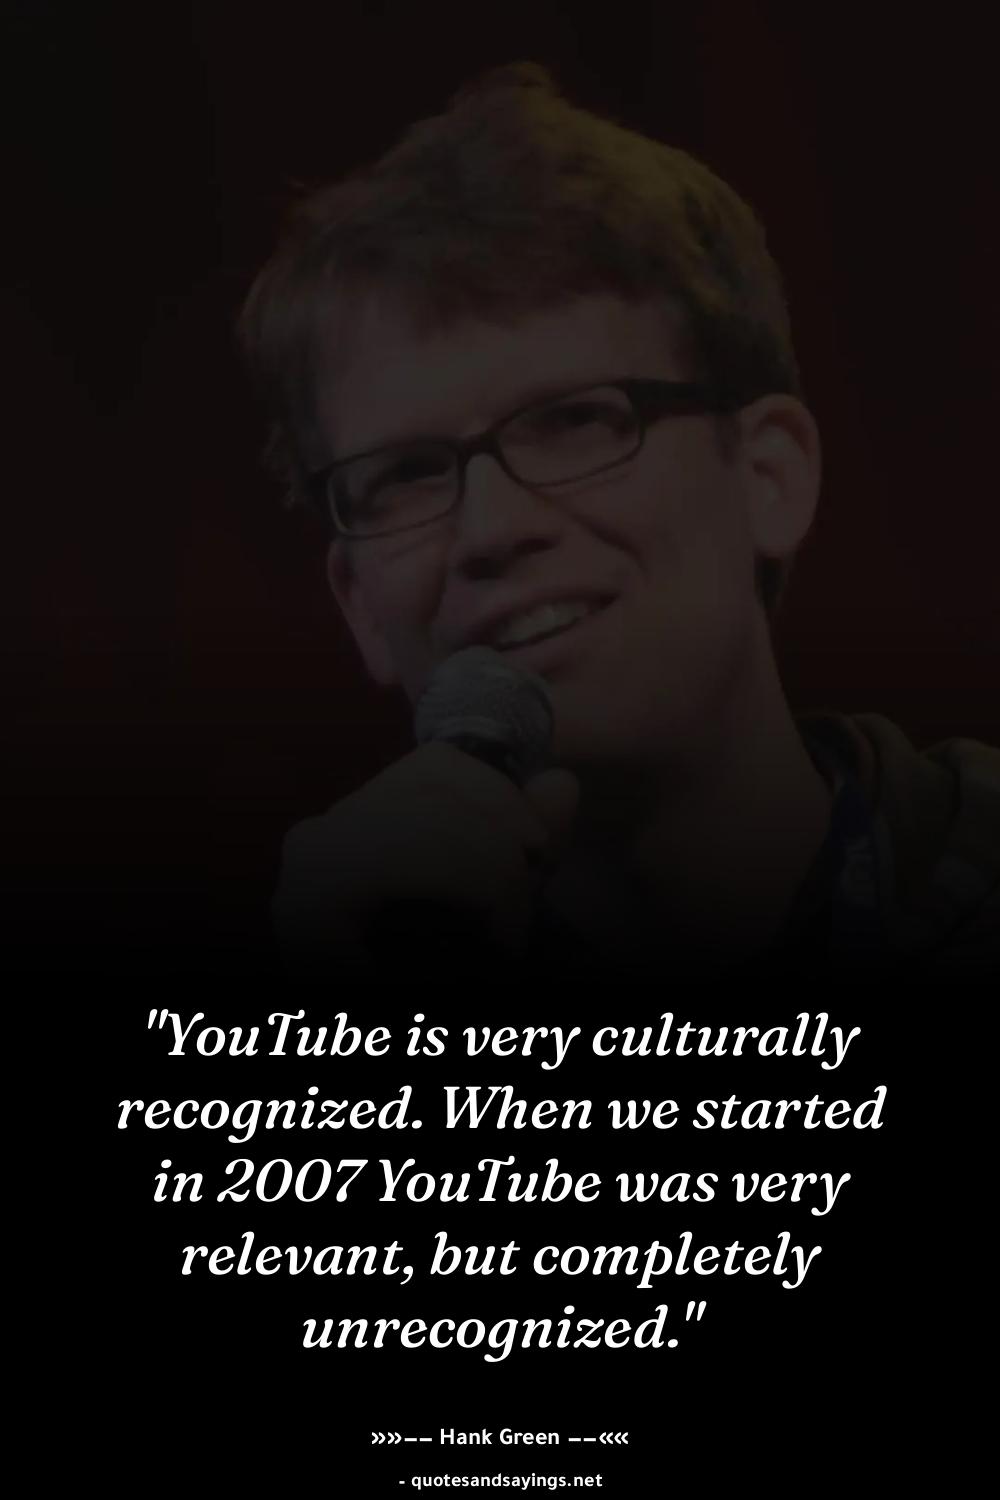 "YouTube is very culturally
recognized. When we started
in 2007 YouTube was very
relevant, but completely
unrecognized."
»»−− Hank Green −−««
- quotesandsayings.net